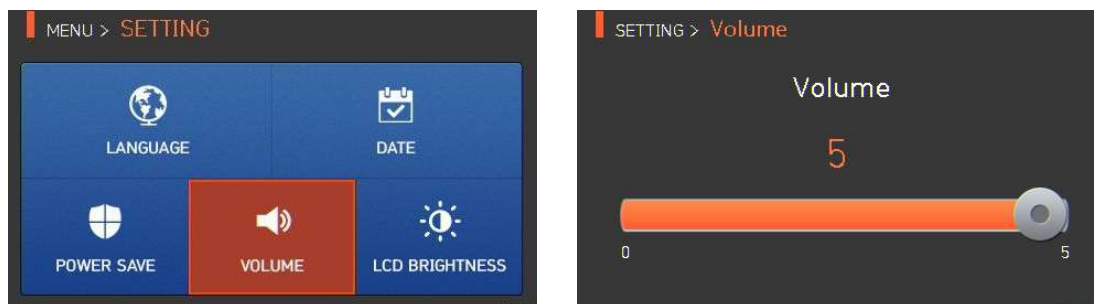 MENU > SETTING
LANGUAGE
DATE
POWER SAVE
VOLUME
LCD BRIGHTNESS
SETTING > Volume
Volume
5
0
5